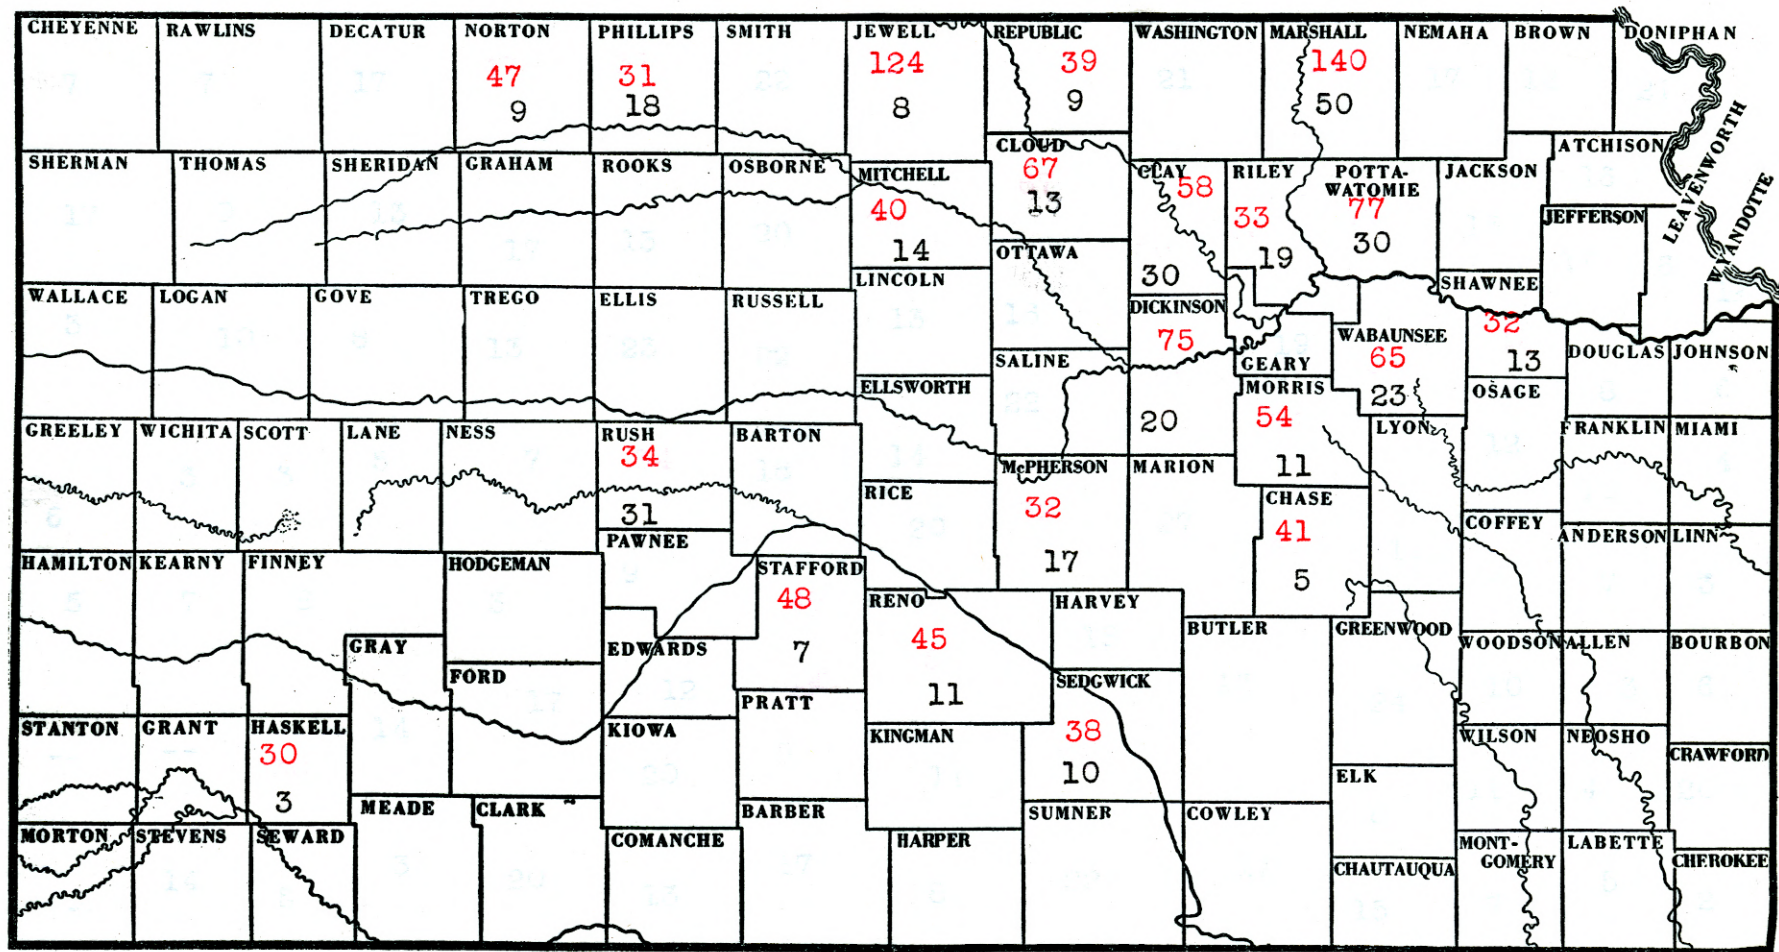 CHEYENNE RAWLINS DECATUR NORTON PHILLIPS SMITH JEWELL REPUBLIC WASHINGTON MARSHALL NEMAHA BROWN DONIPHAN
47 31 124 39 140
9 18 8 9 50
LEAVENWORTH
WYANDOTTE
CLOUD ATCHISON
SHERMAN THOMAS SHERIDAN GRAHAM ROOKS OSBORNE MITCHELL CLAY RILEY POTTA-
WATOMIE JACKSON
67 58 77
40 13 33 JEFFERSON
14 30 19 30
OTTAWA
LINCOLN SHAWNEE
WALLACE LOGAN GOVE TREGO ELLIS RUSSELL DICKINSON
32
75 WABAUNSEE
SALINE GEARY 65 13 DOUGLAS JOHNSON
ELLSWORTH MORRIS 23 OSAGE
20 54
GREELEY WICHITA SCOTT LANE NESS RUSH BARTON LYON FRANKLIN MIAMI
34 McPHERSON MARION 11
RICE CHASE
31 32 41 COFFEY
PAWNEE ANDERSON LINN
HAMILTON KEARNY FINNEY HODGEMAN STAFFORD 17 5
48 RENO HARVEY
GRAY EDWARDS 7 45 BUTLER GREENWOOD WOODSON ALLEN BOURBON
FORD 11 SEDGWICK
PRATT
STANTON GRANT HASKELL KIOWA KINGMAN 38 WILSON NEOSHO
30 10 ELK CRAWFORD
3 MEADE CLARK BARBER SUMNER COWLEY
MORTON STEVENS SEWARD COMANCHE HARPER MONT-
GOMERY LABETTE
CHAUTAUQUA CHEROKEE